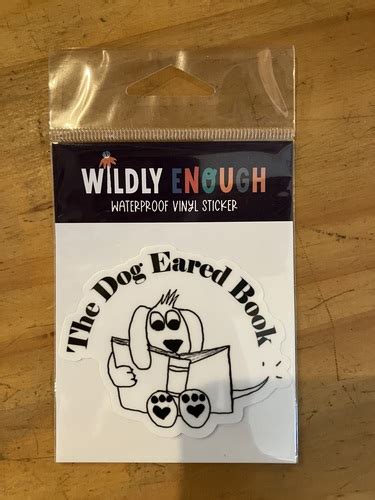 WILDLY ENOUGH
WATERPROOF VINYL STICKER
The Dog Eared Book